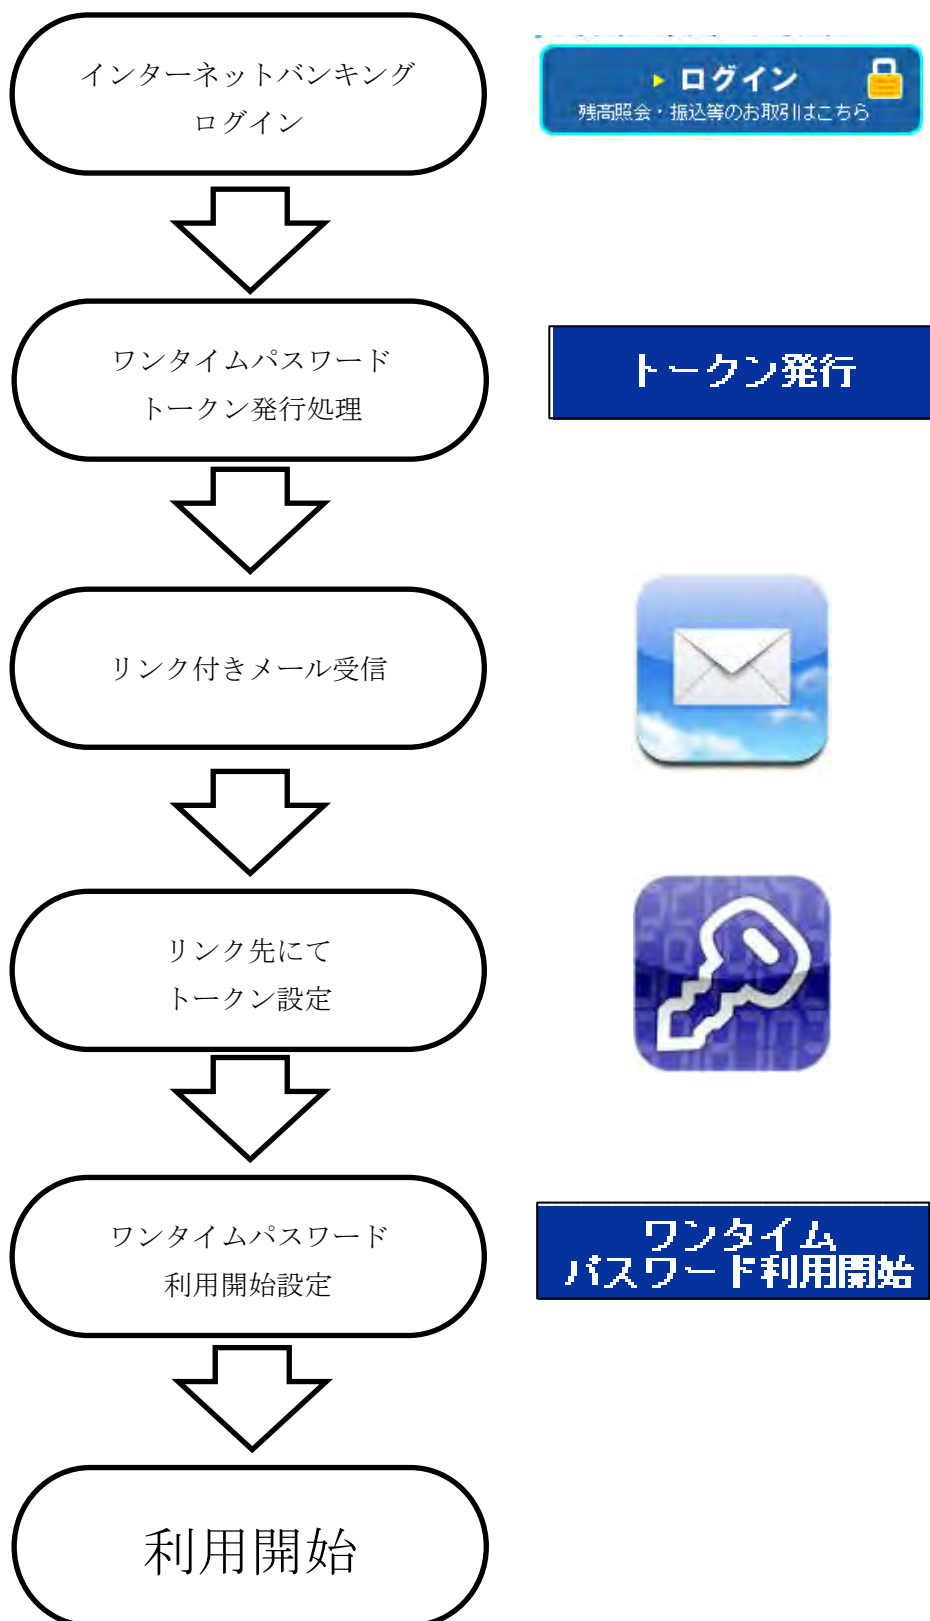 インターネットバンキング
ログイン
ログイン
残高照会・振込等のお取引はこちら
ワンタイムパスワード
トークン発行処理
トークン発行
リンク付きメール受信
リンク先にて
トークン設定
ワンタイムパスワード
利用開始設定
ワンタイム
パスワード利用開始
利用開始